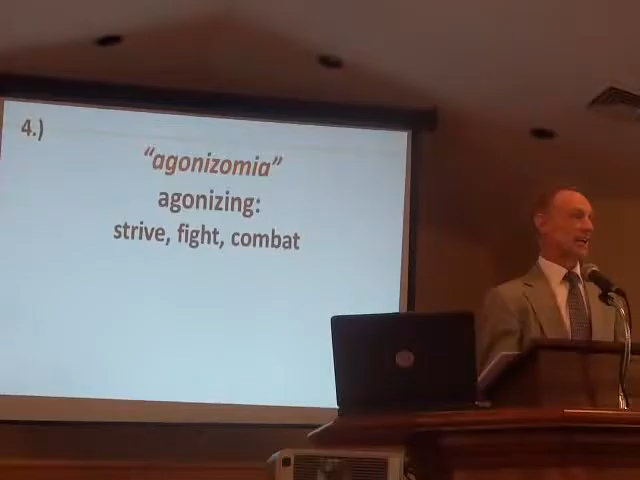 4.)
"agonizomia"
agonizing:
strive, fight, combat